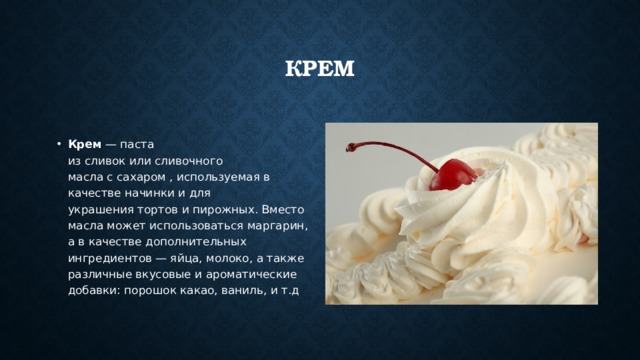 КРЕМ
• Крем — паста
из сливок или сливочного
масла с сахаром , используемая в
качестве начинки и для
украшения тортов и пирожных. Вместо
масла может использоваться маргарин,
а в качестве дополнительных
ингредиентов — яйца, молоко, а также
различные вкусовые и ароматические
добавки: порошок какао, ваниль, и т.д